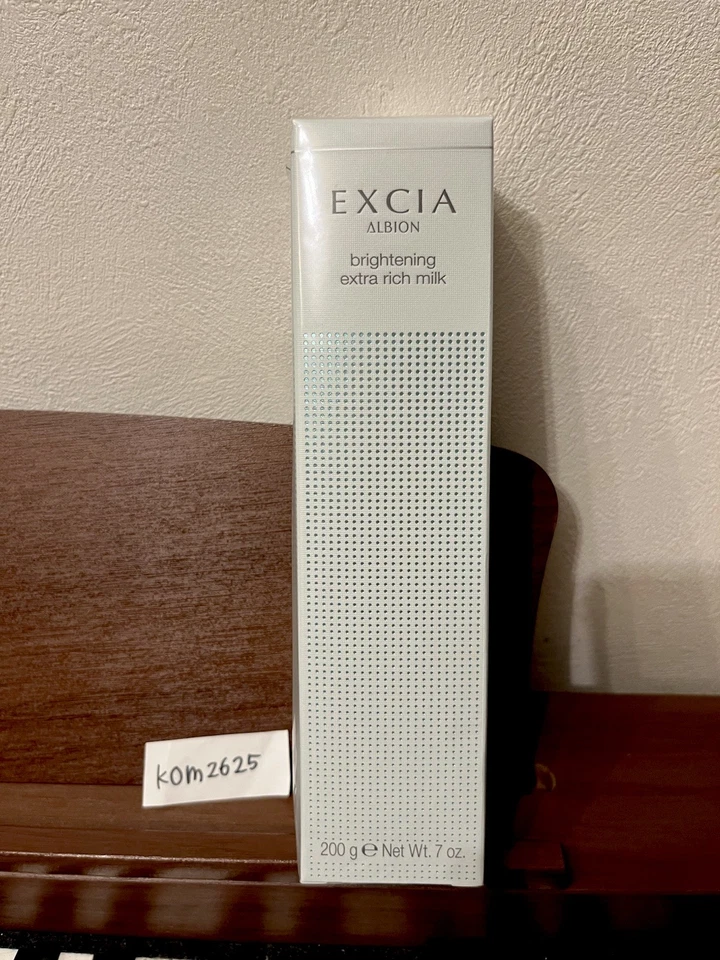 EXCIA
ALBION
brightening
extra rich milk
kom2625
200 g ℮ Net Wt. 7 oz.